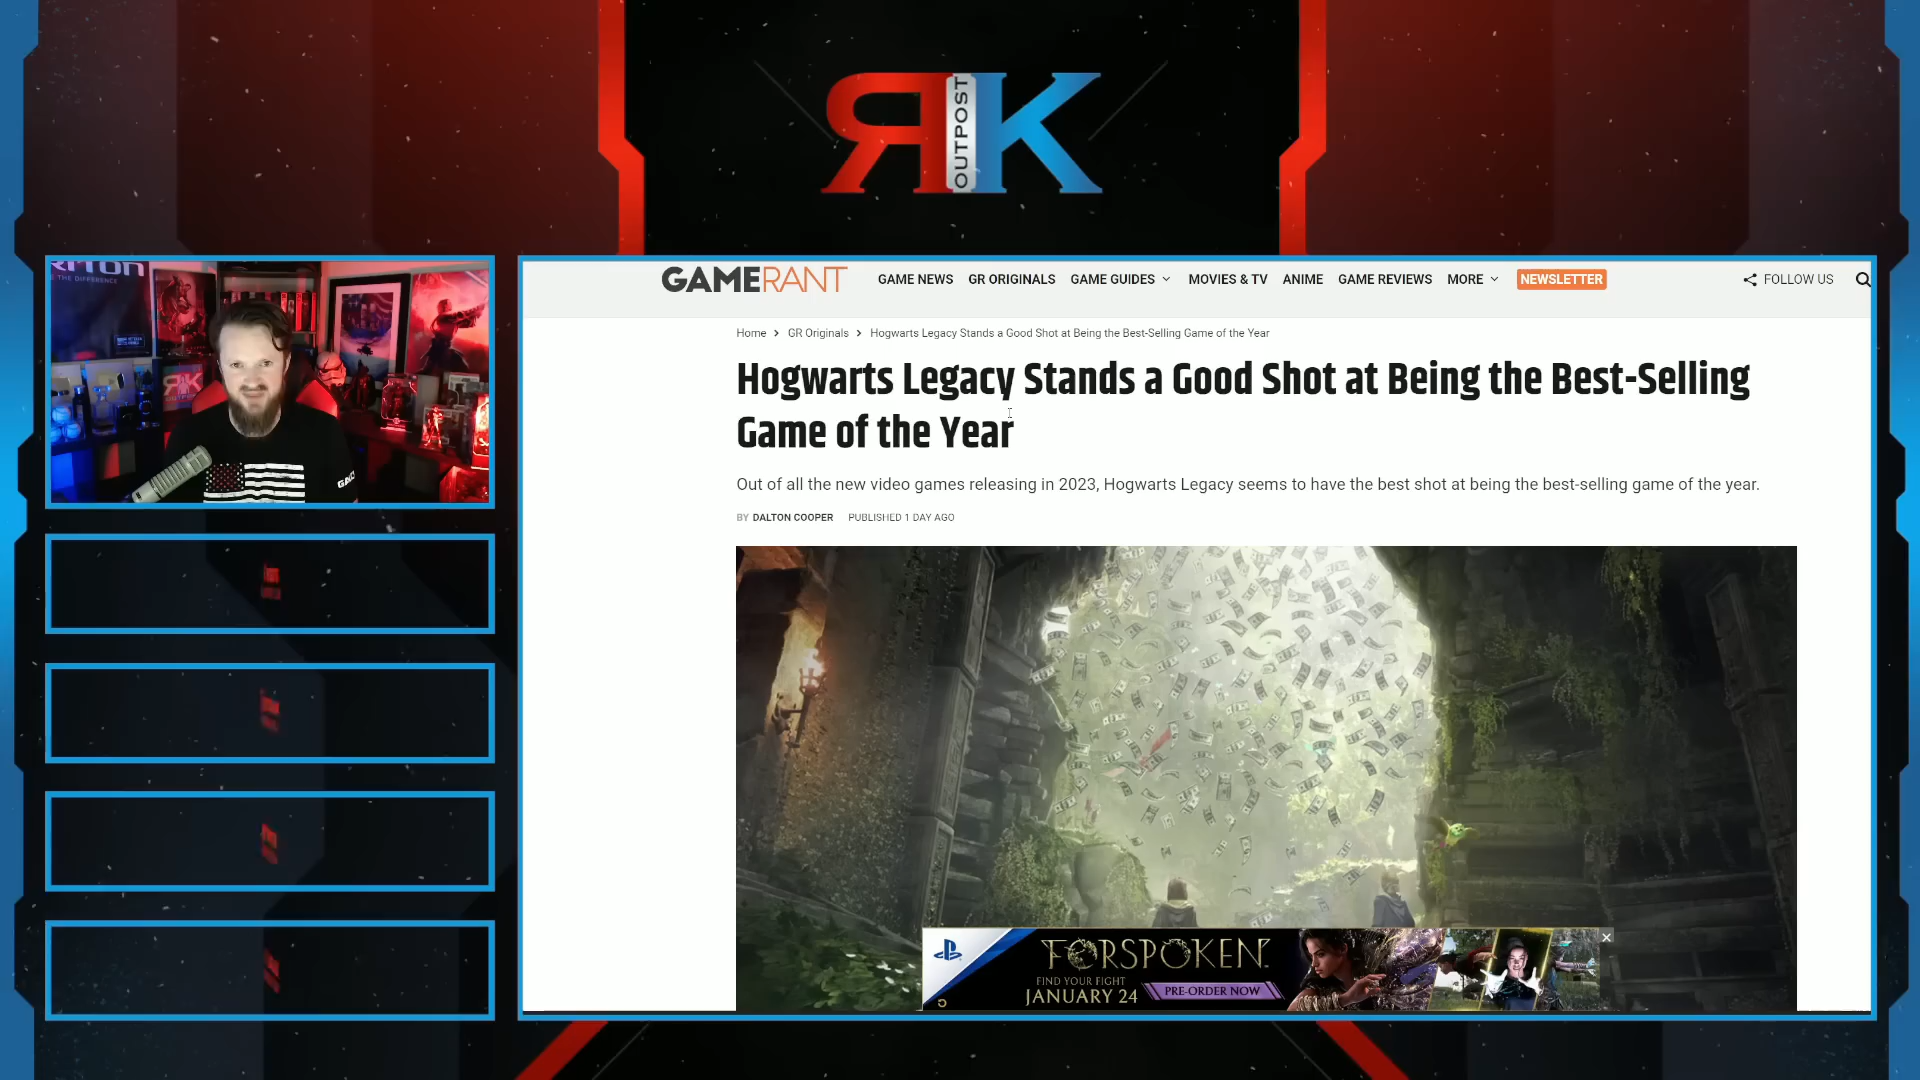 RK
OUTPOST
THE DIFFERENCE
RK
GAMERANT
GAME NEWS
GR ORIGINALS
GAME GUIDES
MOVIES & TV
ANIME
GAME REVIEWS
MORE
NEWSLETTER
FOLLOW US
Home > GR Originals > Hogwarts Legacy Stands a Good Shot at Being the Best-Selling Game of the Year
Hogwarts Legacy Stands a Good Shot at Being the Best-Selling
Game of the Year
Out of all the new video games releasing in 2023, Hogwarts Legacy seems to have the best shot at being the best-selling game of the year.
BY DALTON COOPER PUBLISHED 1 DAY AGO
FORSPOKEN
FIND YOUR FIGHT
JANUARY 24
PRE-ORDER NOW